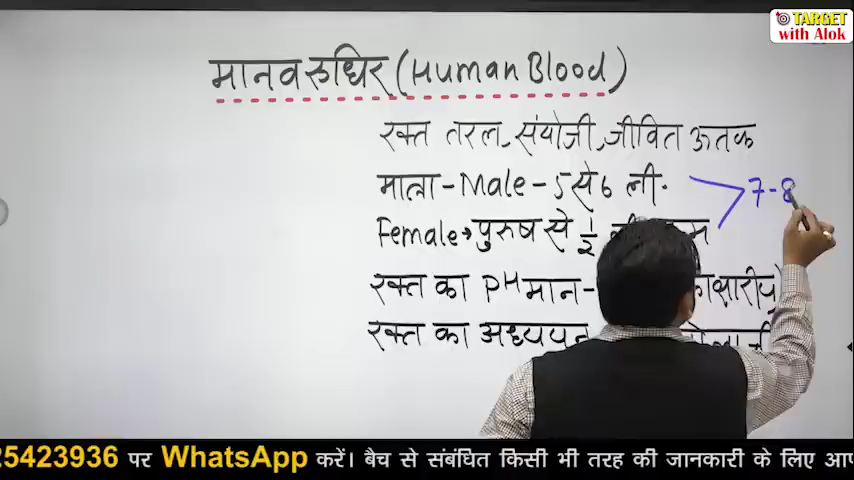 TARGET
with Alok
मानव रुधिर (Human Blood)
रक्त तरल, संयोजी, जीवित ऊतक
मात्रा - Male - 5 से 6 ली.
7-8
Female → पुरुष से 1/2
रक्त का PH मान -
रक्त का अध्ययन
25423936 पर WhatsApp करें। बैच से संबंधित किसी भी तरह की जानकारी के लिए